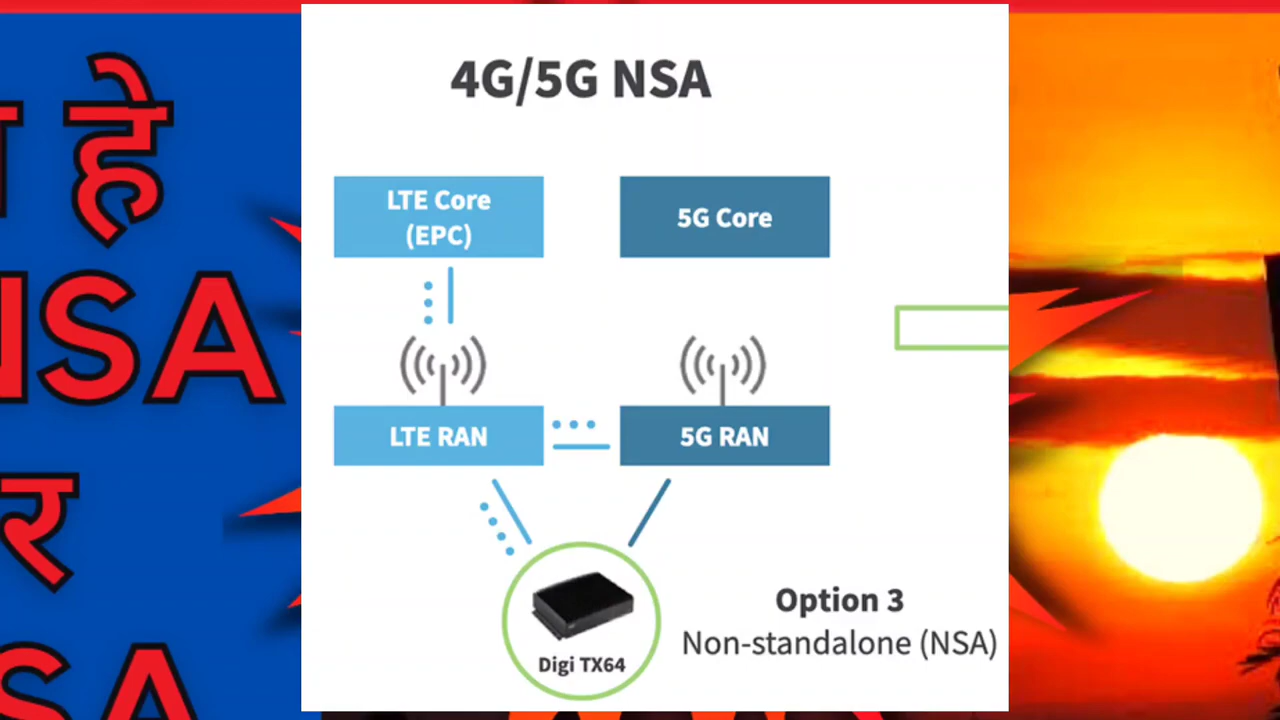 4G/5G NSA
LTE Core
(EPC)
5G Core
LTE RAN
5G RAN
Digi TX64
Option 3
Non-standalone (NSA)
हे
NSA
SA